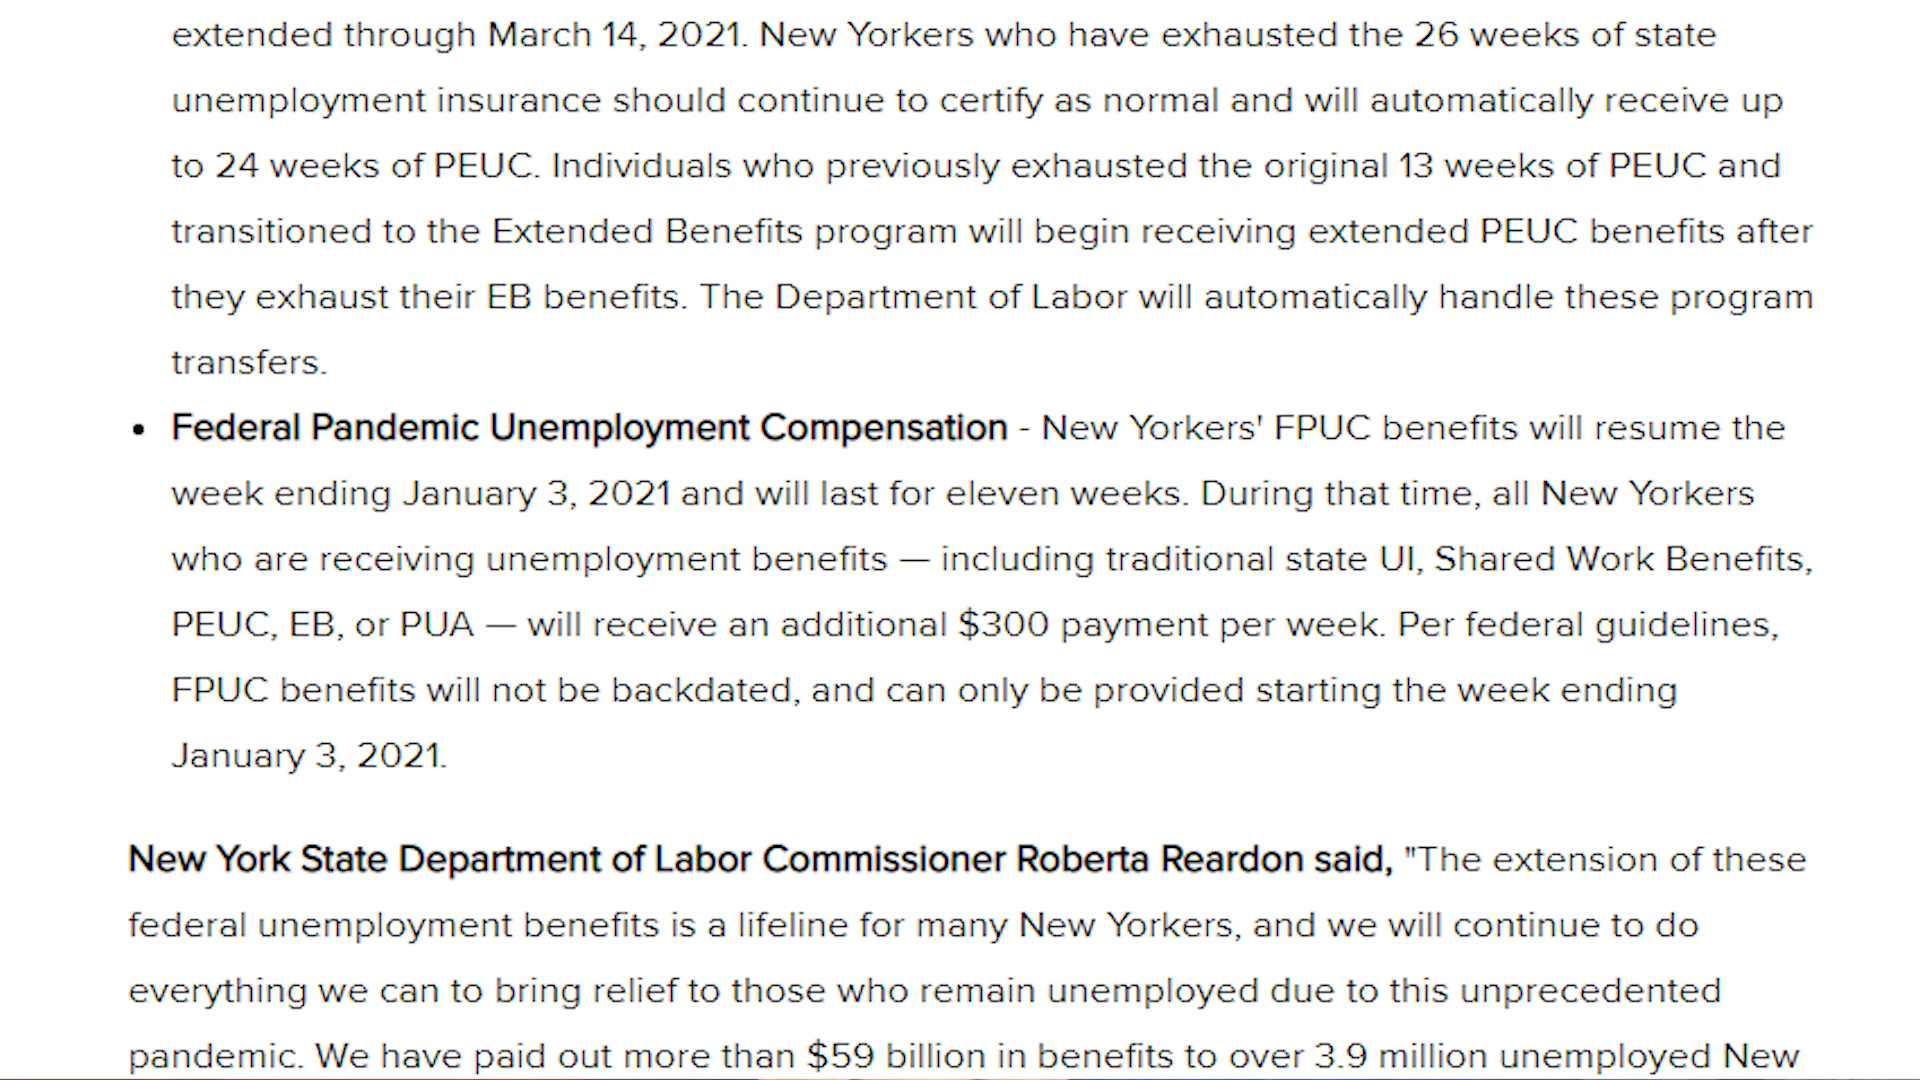 extended through March 14, 2021. New Yorkers who have exhausted the 26 weeks of state
unemployment insurance should continue to certify as normal and will automatically receive up
to 24 weeks of PEUC. Individuals who previously exhausted the original 13 weeks of PEUC and
transitioned to the Extended Benefits program will begin receiving extended PEUC benefits after
they exhaust their EB benefits. The Department of Labor will automatically handle these program
transfers.
• Federal Pandemic Unemployment Compensation - New Yorkers' FPUC benefits will resume the
week ending January 3, 2021 and will last for eleven weeks. During that time, all New Yorkers
who are receiving unemployment benefits — including traditional state UI, Shared Work Benefits,
PEUC, EB, or PUA — will receive an additional $300 payment per week. Per federal guidelines,
FPUC benefits will not be backdated, and can only be provided starting the week ending
January 3, 2021.
New York State Department of Labor Commissioner Roberta Reardon said, "The extension of these
federal unemployment benefits is a lifeline for many New Yorkers, and we will continue to do
everything we can to bring relief to those who remain unemployed due to this unprecedented
pandemic. We have paid out more than $59 billion in benefits to over 3.9 million unemployed New